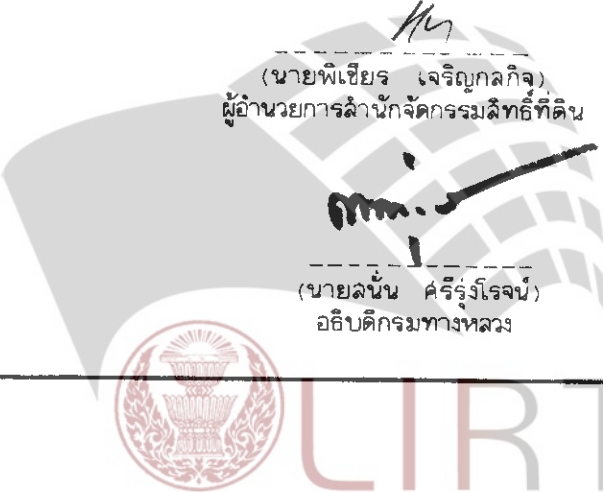 (นายพิเชียร เจริญกลกิจ)
ผู้อำนวยการสำนักจัดกรรมสิทธิ์ที่ดิน
(นายสนั่น ศรีรุ่งโรจน์)
อธิบดีกรมทางหลวง
LIRT